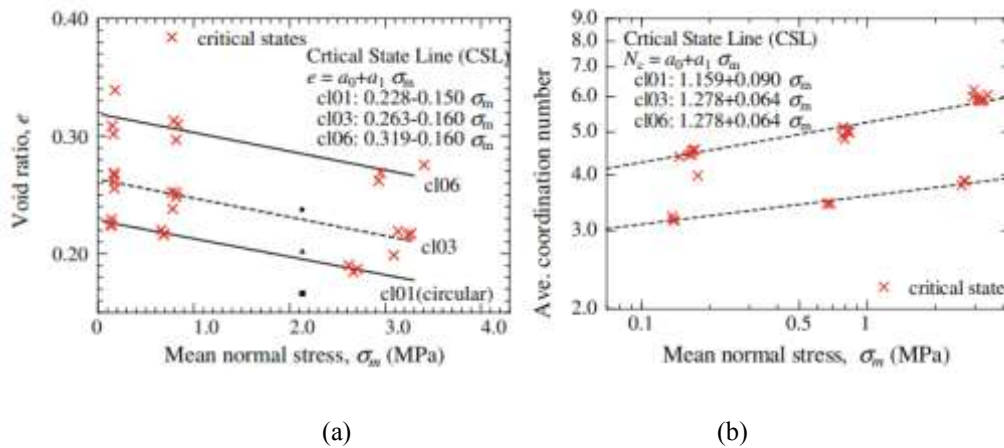 critical states
Crtical State Line (CSL)
e = a0+a1 σm
cl01: 0.228-0.150 σm
cl03: 0.263-0.160 σm
cl06: 0.319-0.160 σm
0.30
0.20
Void ratio, e
cl06
cl03
cl01(circular)
0
1.0
2.0
3.0
4.0
Mean normal stress, σm (MPa)
(a)
9.0
8.0
7.0
6.0
5.0
4.0
3.0
2.0
Ave. coordination number
Crtical State Line (CSL)
Nc = a0+a1 σm
cl01: 1.159+0.090 σm
cl03: 1.278+0.064 σm
cl06: 1.278+0.064 σm
critical state
0.1
0.5
1
Mean normal stress, σm (MPa)
(b)